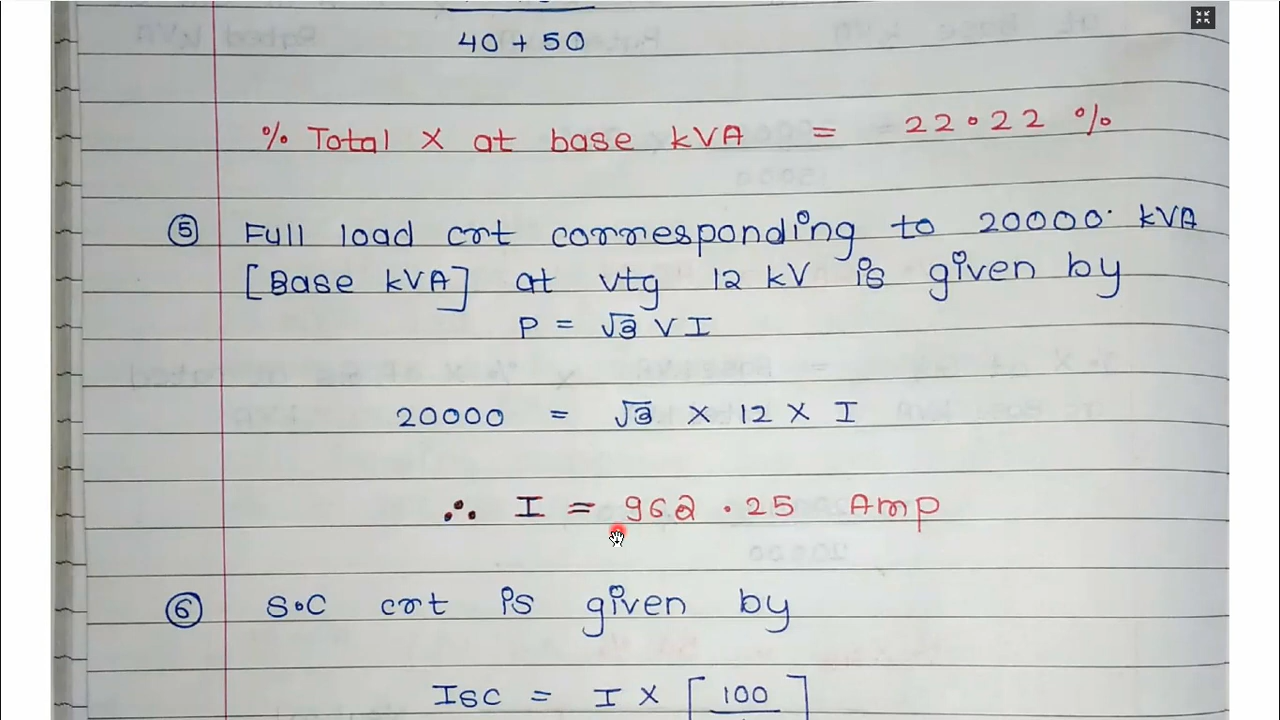 40 + 50
% Total X at base kVA = 22.22 %
⑤ Full load crt corresponding to 20000 kVA
[Base kVA] at vtg 12 kV is given by
P = √3 V I
20000 = √3 × 12 × I
∴ I = 962.25 Amp
⑥ S.C crt is given by
ISC = I × [ 100 ]